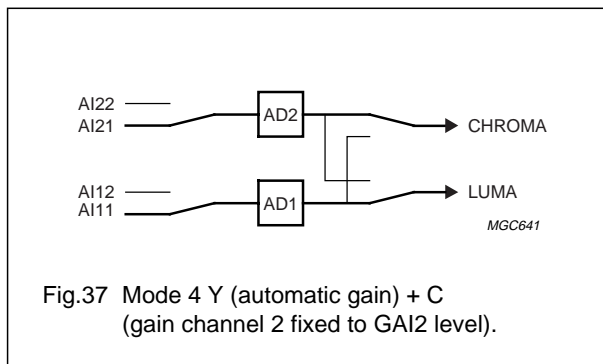 AI22
AI21
AD2
CHROMA
AI12
AI11
AD1
LUMA
MGC641
Fig.37 Mode 4 Y (automatic gain) + C
(gain channel 2 fixed to GAI2 level).